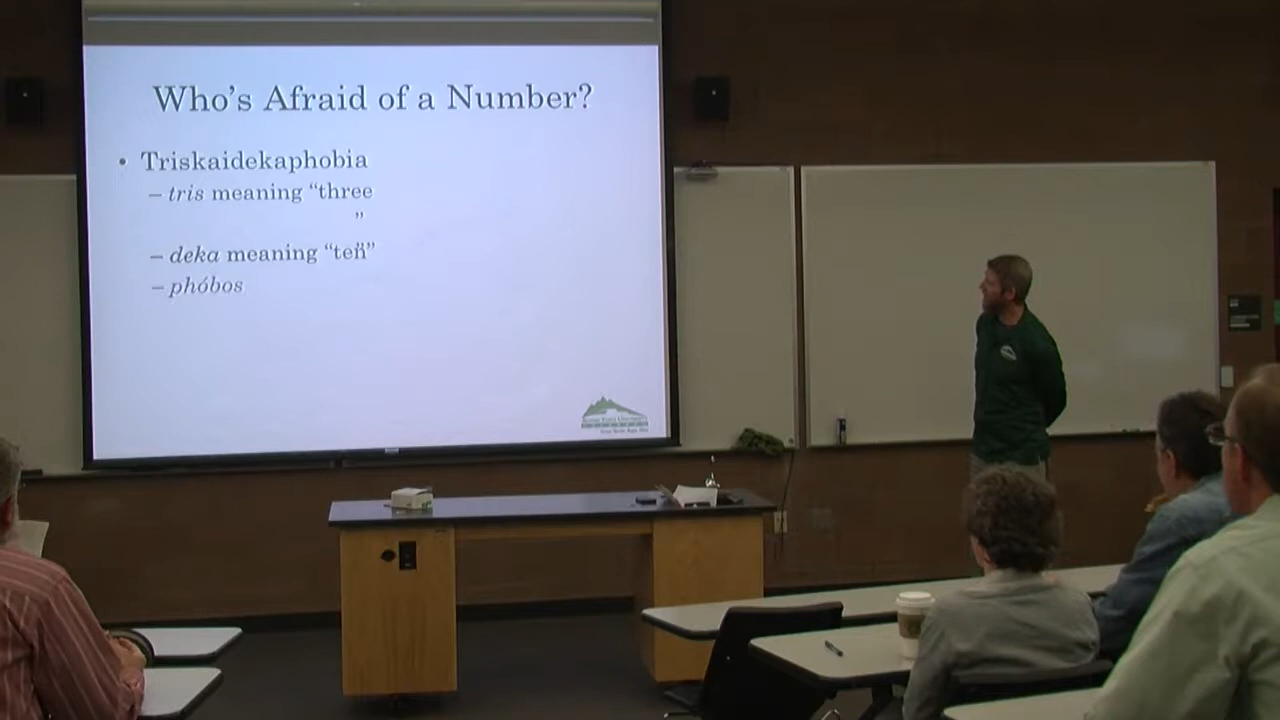 Who's Afraid of a Number?
• Triskaidekaphobia
– tris meaning “three
”
– deka meaning “ten”
– phóbos